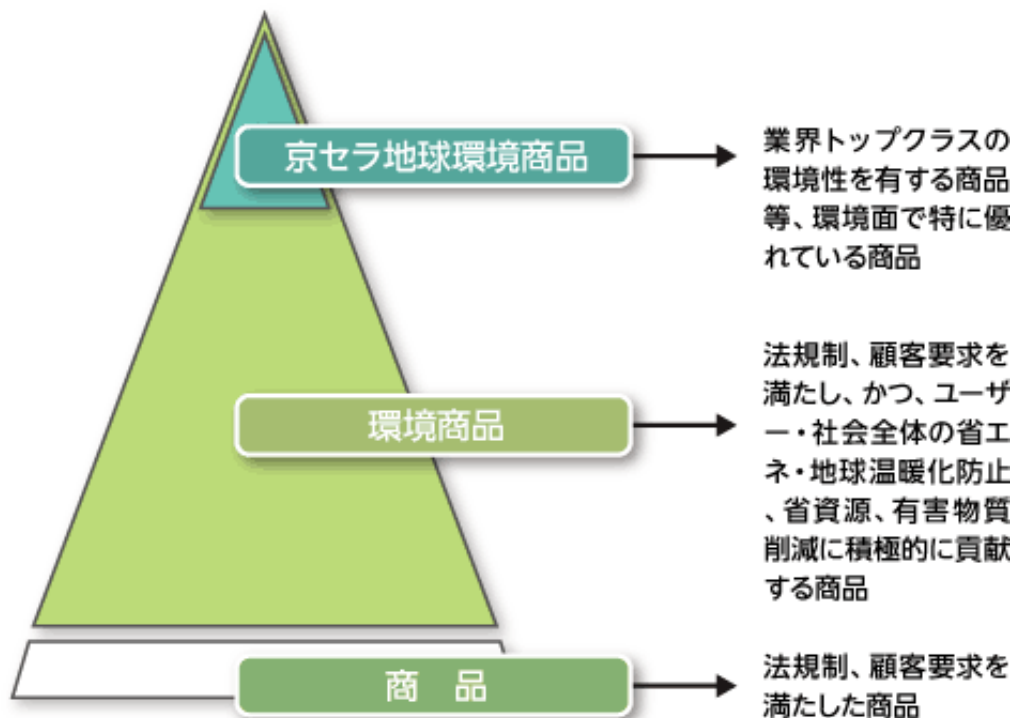 京セラ地球環境商品
業界トップクラスの
環境性を有する商品
等、環境面で特に優
れている商品
環境商品
法規制、顧客要求を
満たし、かつ、ユーザ
ー・社会全体の省エ
ネ・地球温暖化防止
、省資源、有害物質
削減に積極的に貢献
する商品
商　品
法規制、顧客要求を
満たした商品